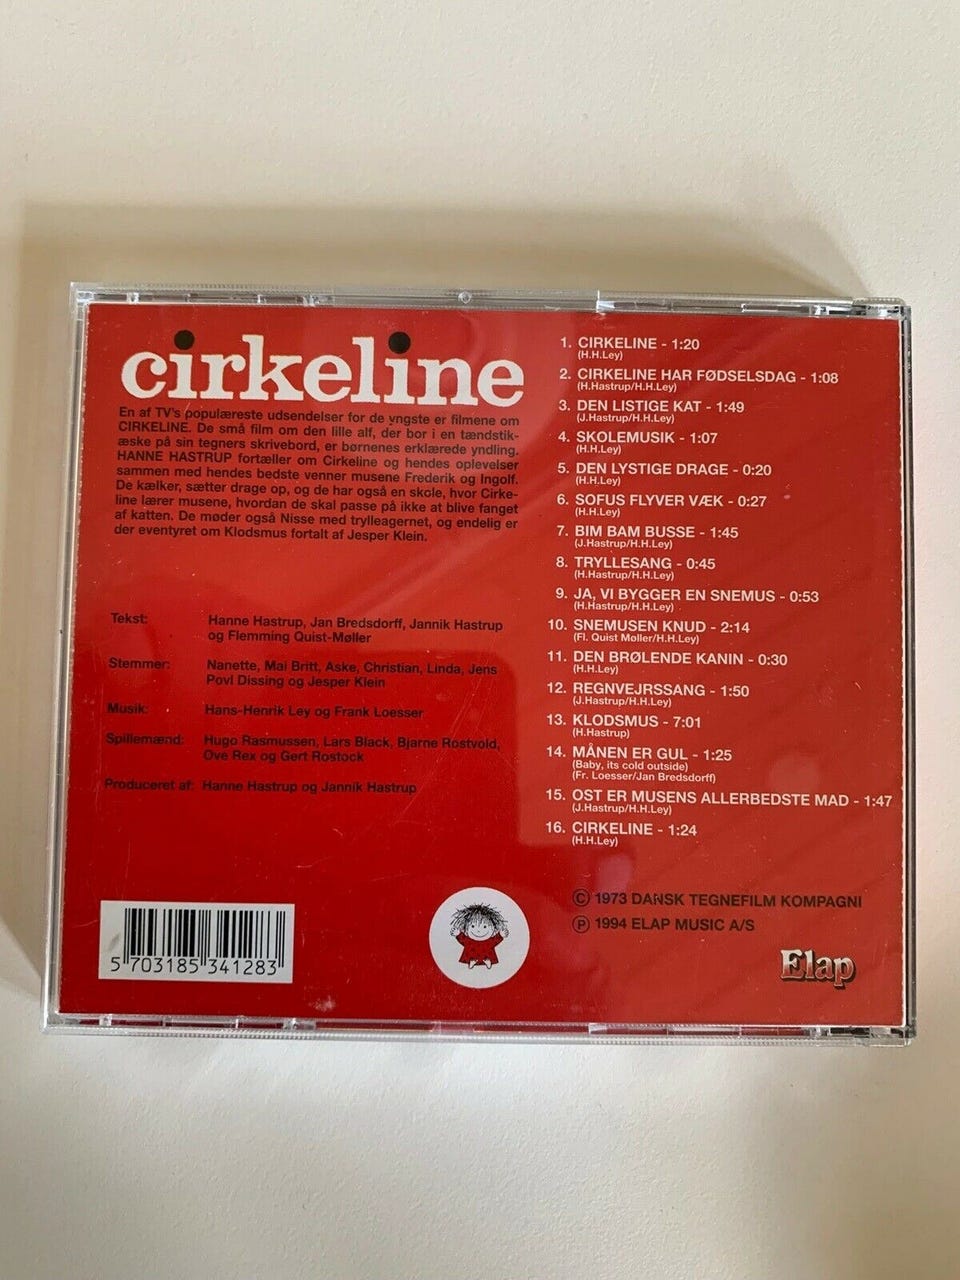 cirkeline
En af TV's populæreste udsendelser for de yngste er filmene om
CIRKELINE. De små film om den lille alf, der bor i en tændstik-
æske på sin tegners skrivebord, er børnenes erklærede yndling.
HANNE HASTRUP fortæller om Cirkeline og hendes oplevelser
sammen med hendes bedste venner musene Frederik og Ingolf.
De kælker, sætter drage op, og de har også en skole, hvor Cirke-
line lærer musene, hvordan de skal passe på ikke at blive fanget
af katten. De møder også Nisse med trylleagernet, og endelig er
der eventyret om Klodsmus fortalt af Jesper Klein.
Tekst: Hanne Hastrup, Jan Bredsdorff, Jannik Hastrup
og Flemming Quist-Møller
Stemmer: Nanette, Mai Britt, Aske, Christian, Linda, Jens
Povl Dissing og Jesper Klein
Musik: Hans-Henrik Ley og Frank Loesser
Spillemænd: Hugo Rasmussen, Lars Black, Bjarne Rostvold,
Ove Rex og Gert Rostock
Produceret af: Hanne Hastrup og Jannik Hastrup
5 703185 341283
1. CIRKELINE - 1:20
(H.H.Ley)
2. CIRKELINE HAR FØDSELSDAG - 1:08
(H.Hastrup/H.H.Ley)
3. DEN LISTIGE KAT - 1:49
(J.Hastrup/H.H.Ley)
4. SKOLEMUSIK - 1:07
(H.H.Ley)
5. DEN LYSTIGE DRAGE - 0:20
(H.H.Ley)
6. SOFUS FLYVER VÆK - 0:27
(H.H.Ley)
7. BIM BAM BUSSE - 1:45
(J.Hastrup/H.H.Ley)
8. TRYLLESANG - 0:45
(H.Hastrup/H.H.Ley)
9. JA, VI BYGGER EN SNEMUS - 0:53
(H.Hastrup/H.H.Ley)
10. SNEMUSEN KNUD - 2:14
(Fl. Quist Møller/H.H.Ley)
11. DEN BRØLENDE KANIN - 0:30
(H.H.Ley)
12. REGNVEJRSSANG - 1:50
(J.Hastrup/H.H.Ley)
13. KLODSMUS - 7:01
(H.Hastrup)
14. MÅNEN ER GUL - 1:25
(Baby, its cold outside)
(Fr. Loesser/Jan Bredsdorff)
15. OST ER MUSENS ALLERBEDSTE MAD - 1:47
(J.Hastrup/H.H.Ley)
16. CIRKELINE - 1:24
(H.H.Ley)
© 1973 DANSK TEGNEFILM KOMPAGNI
℗ 1994 ELAP MUSIC A/S
Elap